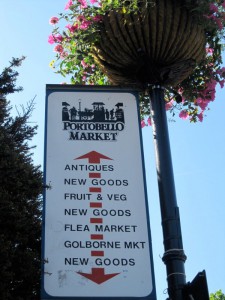 PORTOBELLO
MARKET
ANTIQUES
NEW GOODS
FRUIT & VEG
NEW GOODS
FLEA MARKET
GOLBORNE MKT
NEW GOODS